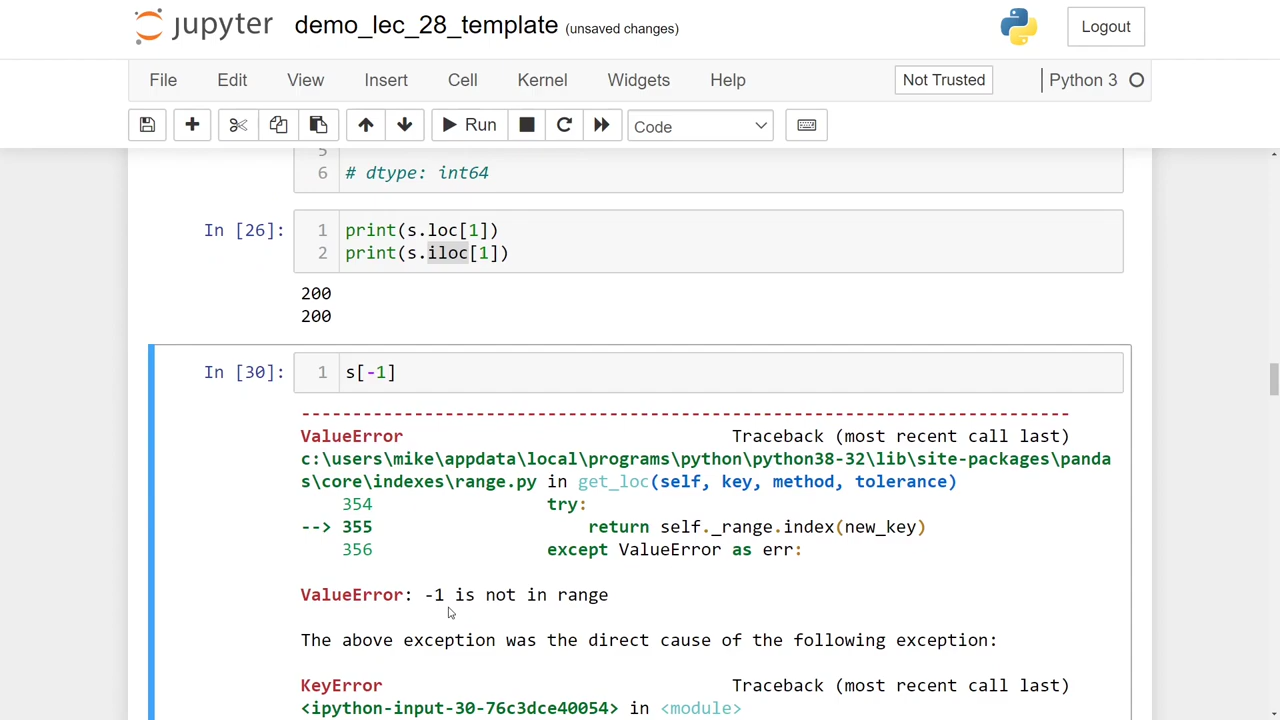 jupyter demo_lec_28_template (unsaved changes) Logout
File Edit View Insert Cell Kernel Widgets Help Not Trusted Python 3
Run Code
5
6 # dtype: int64
In [26]: 1 print(s.loc[1])
2 print(s.iloc[1])
200
200
In [30]: 1 s[-1]
---------------------------------------------------------------------------
ValueError Traceback (most recent call last)
c:\users\mike\appdata\local\programs\python\python38-32\lib\site-packages\panda
s\core\indexes\range.py in get_loc(self, key, method, tolerance)
354 try:
--> 355 return self._range.index(new_key)
356 except ValueError as err:
ValueError: -1 is not in range
The above exception was the direct cause of the following exception:
KeyError Traceback (most recent call last)
<ipython-input-30-76c3dce40054> in <module>